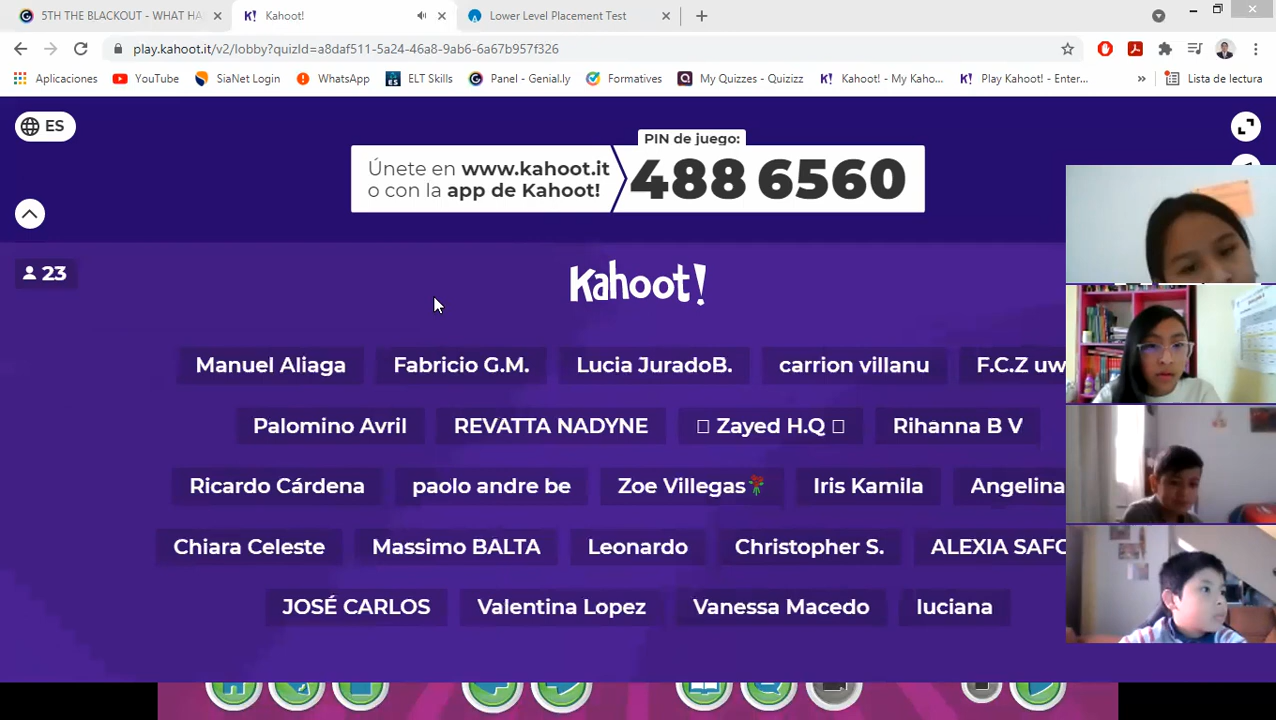 5TH THE BLACKOUT - WHAT HA
Kahoot!
Lower Level Placement Test
play.kahoot.it/v2/lobby?quizId=a8daf511-5a24-46a8-9ab6-6a67b957f326
Aplicaciones
YouTube
SiaNet Login
WhatsApp
ELT Skills
Panel - Genial.ly
Formatives
My Quizzes - Quizizz
Kahoot! - My Kaho...
Play Kahoot! - Enter...
»
Lista de lectura
ES
PIN de juego:
Únete en www.kahoot.it
o con la app de Kahoot!
488 6560
23
Kahoot!
Manuel Aliaga
Fabricio G.M.
Lucia JuradoB.
carrion villanu
F.C.Z uw
Palomino Avril
REVATTA NADYNE
Zayed H.Q
Rihanna B V
Ricardo Cárdena
paolo andre be
Zoe Villegas🌹
Iris Kamila
Angelina
Chiara Celeste
Massimo BALTA
Leonardo
Christopher S.
ALEXIA SAFO
JOSÉ CARLOS
Valentina Lopez
Vanessa Macedo
luciana